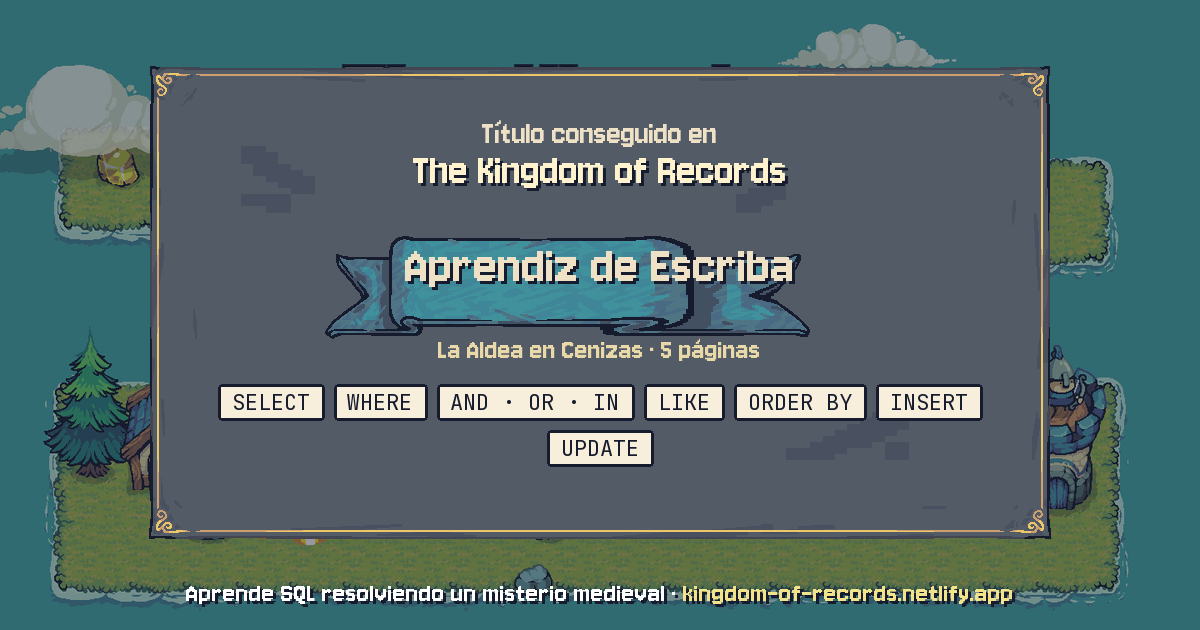 Título conseguido en
The Kingdom of Records
Aprendiz de Escriba
La Aldea en Cenizas · 5 páginas
SELECT WHERE AND · OR · IN LIKE ORDER BY INSERT
UPDATE
Aprende SQL resolviendo un misterio medieval · kingdom-of-records.netlify.app